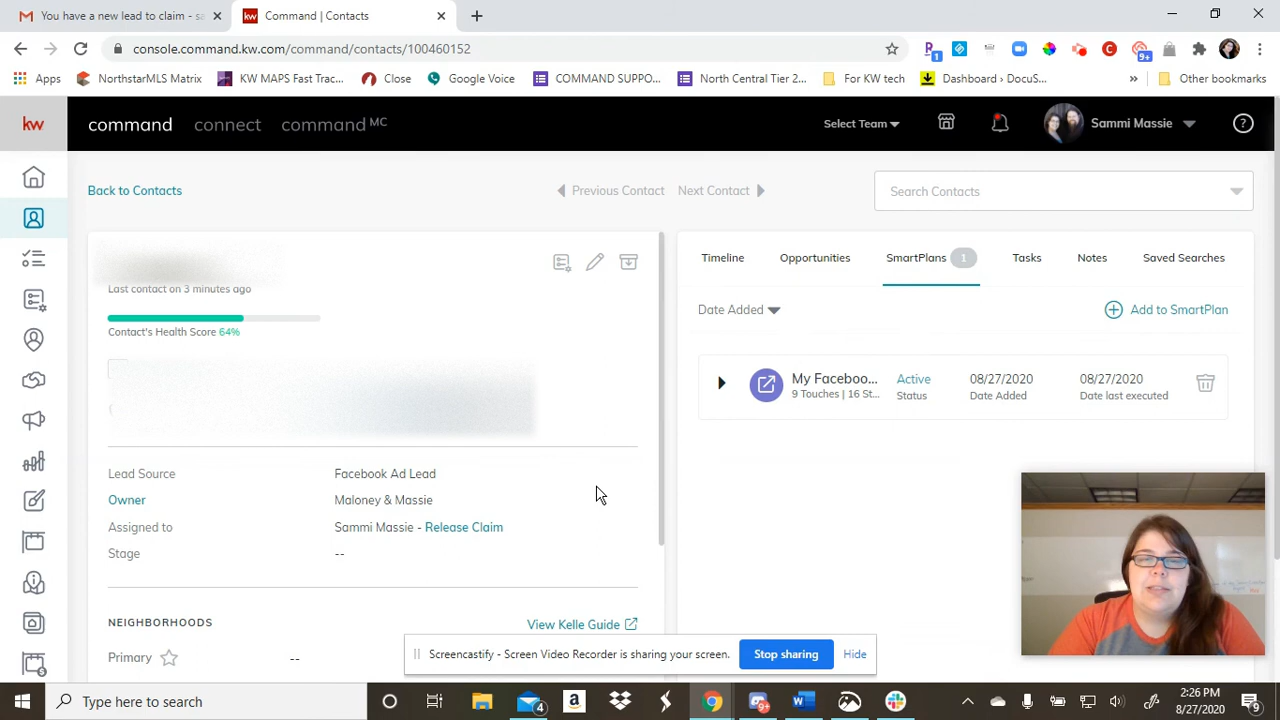 You have a new lead to claim - sa
kw Command | Contacts
console.command.kw.com/command/contacts/100460152
1
9+
Apps NorthstarMLS Matrix KW MAPS Fast Trac... Close Google Voice COMMAND SUPPO... North Central Tier 2... For KW tech Dashboard › DocuS... » Other bookmarks
kw command connect command MC Select Team Sammi Massie ?
Back to Contacts Previous Contact Next Contact Search Contacts
Last contact on 3 minutes ago
Contact's Health Score 64%
Lead Source Facebook Ad Lead
Owner Maloney & Massie
Assigned to Sammi Massie - Release Claim
Stage --
NEIGHBORHOODS View Kelle Guide
Primary --
Timeline Opportunities SmartPlans 1 Tasks Notes Saved Searches
Date Added Add to SmartPlan
My Faceboo... Active 08/27/2020 08/27/2020
9 Touches | 16 St... Status Date Added Date last executed
Screencastify - Screen Video Recorder is sharing your screen. Stop sharing Hide
Type here to search
4
9+
2:26 PM
8/27/2020
9